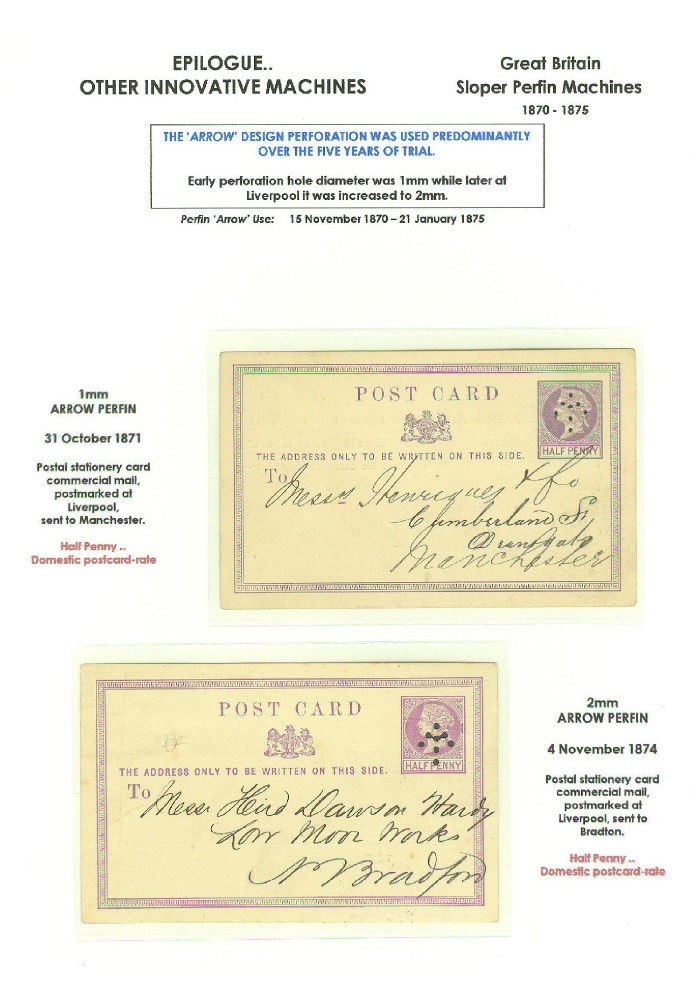 EPILOGUE..
OTHER INNOVATIVE MACHINES
Great Britain
Sloper Perfin Machines
1870 - 1875
THE 'ARROW' DESIGN PERFORATION WAS USED PREDOMINANTLY
OVER THE FIVE YEARS OF TRIAL.
Early perforation hole diameter was 1mm while later at
Liverpool it was increased to 2mm.
Perfin 'Arrow' Use: 15 November 1870 – 21 January 1875
1mm
ARROW PERFIN
31 October 1871
Postal stationery card
commercial mail,
postmarked at
Liverpool,
sent to Manchester.
Half Penny ..
Domestic postcard-rate
POST CARD
HALF PENNY
THE ADDRESS ONLY TO BE WRITTEN ON THIS SIDE.
To Messrs Henriques & Co
Cumberland St
Deansgate
Manchester
POST CARD
HALF PENNY
THE ADDRESS ONLY TO BE WRITTEN ON THIS SIDE.
To Messrs Hird Dawson Hardy
Low Moor Works
Nr Bradford
2mm
ARROW PERFIN
4 November 1874
Postal stationery card
commercial mail,
postmarked at
Liverpool, sent to
Bradton.
Half Penny ..
Domestic postcard-rate